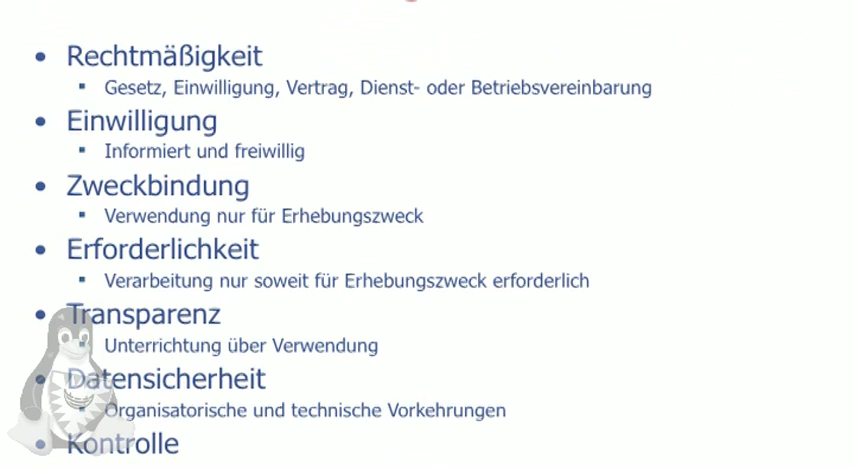 Rechtmäßigkeit
Gesetz, Einwilligung, Vertrag, Dienst- oder Betriebsvereinbarung
Einwilligung
Informiert und freiwillig
Zweckbindung
Verwendung nur für Erhebungszweck
Erforderlichkeit
Verarbeitung nur soweit für Erhebungszweck erforderlich
Transparenz
Unterrichtung über Verwendung
Datensicherheit
Organisatorische und technische Vorkehrungen
Kontrolle